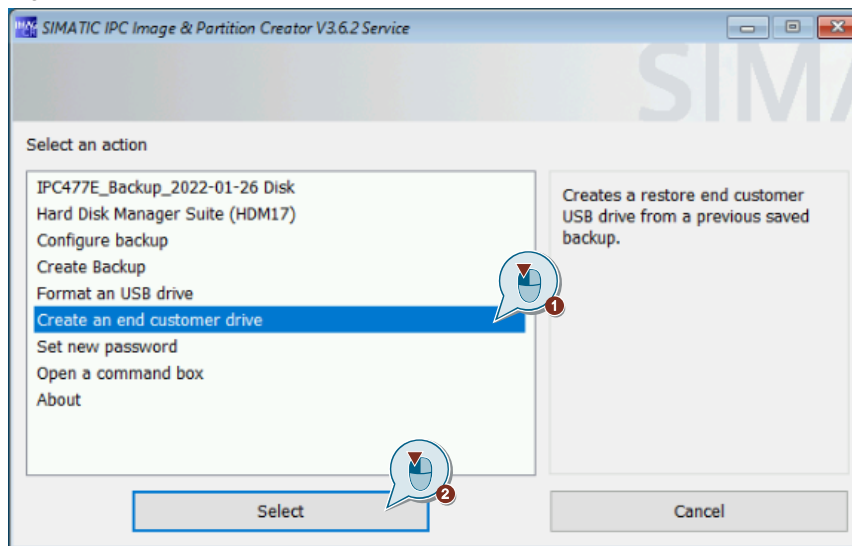 SIMATIC IPC Image & Partition Creator V3.6.2 Service
SIMA
Select an action
IPC477E_Backup_2022-01-26 Disk
Hard Disk Manager Suite (HDM17)
Configure backup
Create Backup
Format an USB drive
Create an end customer drive
Set new password
Open a command box
About
Creates a restore end customer
USB drive from a previous saved
backup.
1
2
Select
Cancel